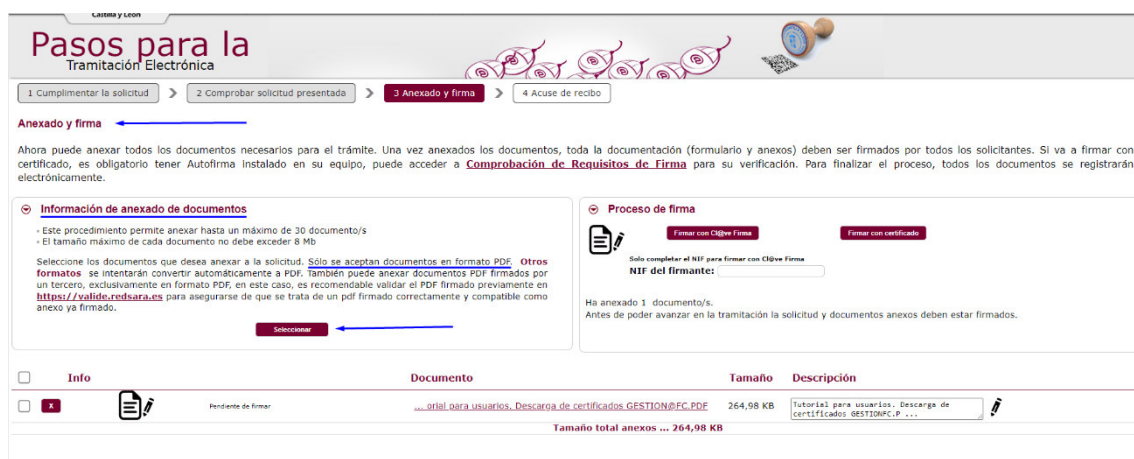 Castilla y León
Pasos para la
Tramitación Electrónica
1 Cumplimentar la solicitud
2 Comprobar solicitud presentada
3 Anexado y firma
4 Acuse de recibo
Anexado y firma
Ahora puede anexar todos los documentos necesarios para el trámite. Una vez anexados los documentos, toda la documentación (formulario y anexos) deben ser firmados por todos los solicitantes. Si va a firmar con
certificado, es obligatorio tener Autofirma instalado en su equipo, puede acceder a Comprobación de Requisitos de Firma para su verificación. Para finalizar el proceso, todos los documentos se registrarán
electrónicamente.
Información de anexado de documentos
- Este procedimiento permite anexar hasta un máximo de 30 documento/s
- El tamaño máximo de cada documento no debe exceder 8 Mb
Seleccione los documentos que desea anexar a la solicitud. Sólo se aceptan documentos en formato PDF. Otros
formatos se intentarán convertir automáticamente a PDF. También puede anexar documentos PDF firmados por
un tercero, exclusivamente en formato PDF, en este caso, es recomendable validar el PDF firmado previamente en
https://valide.redsara.es para asegurarse de que se trata de un pdf firmado correctamente y compatible como
anexo ya firmado.
Seleccionar
Proceso de firma
Firmar con Cl@ve Firma
Firmar con certificado
Solo completar el NIF para firmar con Cl@ve Firma
NIF del firmante:
Ha anexado 1 documento/s.
Antes de poder avanzar en la tramitación la solicitud y documentos anexos deben estar firmados.
Info
Documento
Tamaño
Descripción
X
Pendiente de firmar
... orial para usuarios. Descarga de certificados GESTION@FC.PDF
264,98 KB
Tutorial para usuarios. Descarga de
certificados GESTIONFC.P ...
Tamaño total anexos ... 264,98 KB